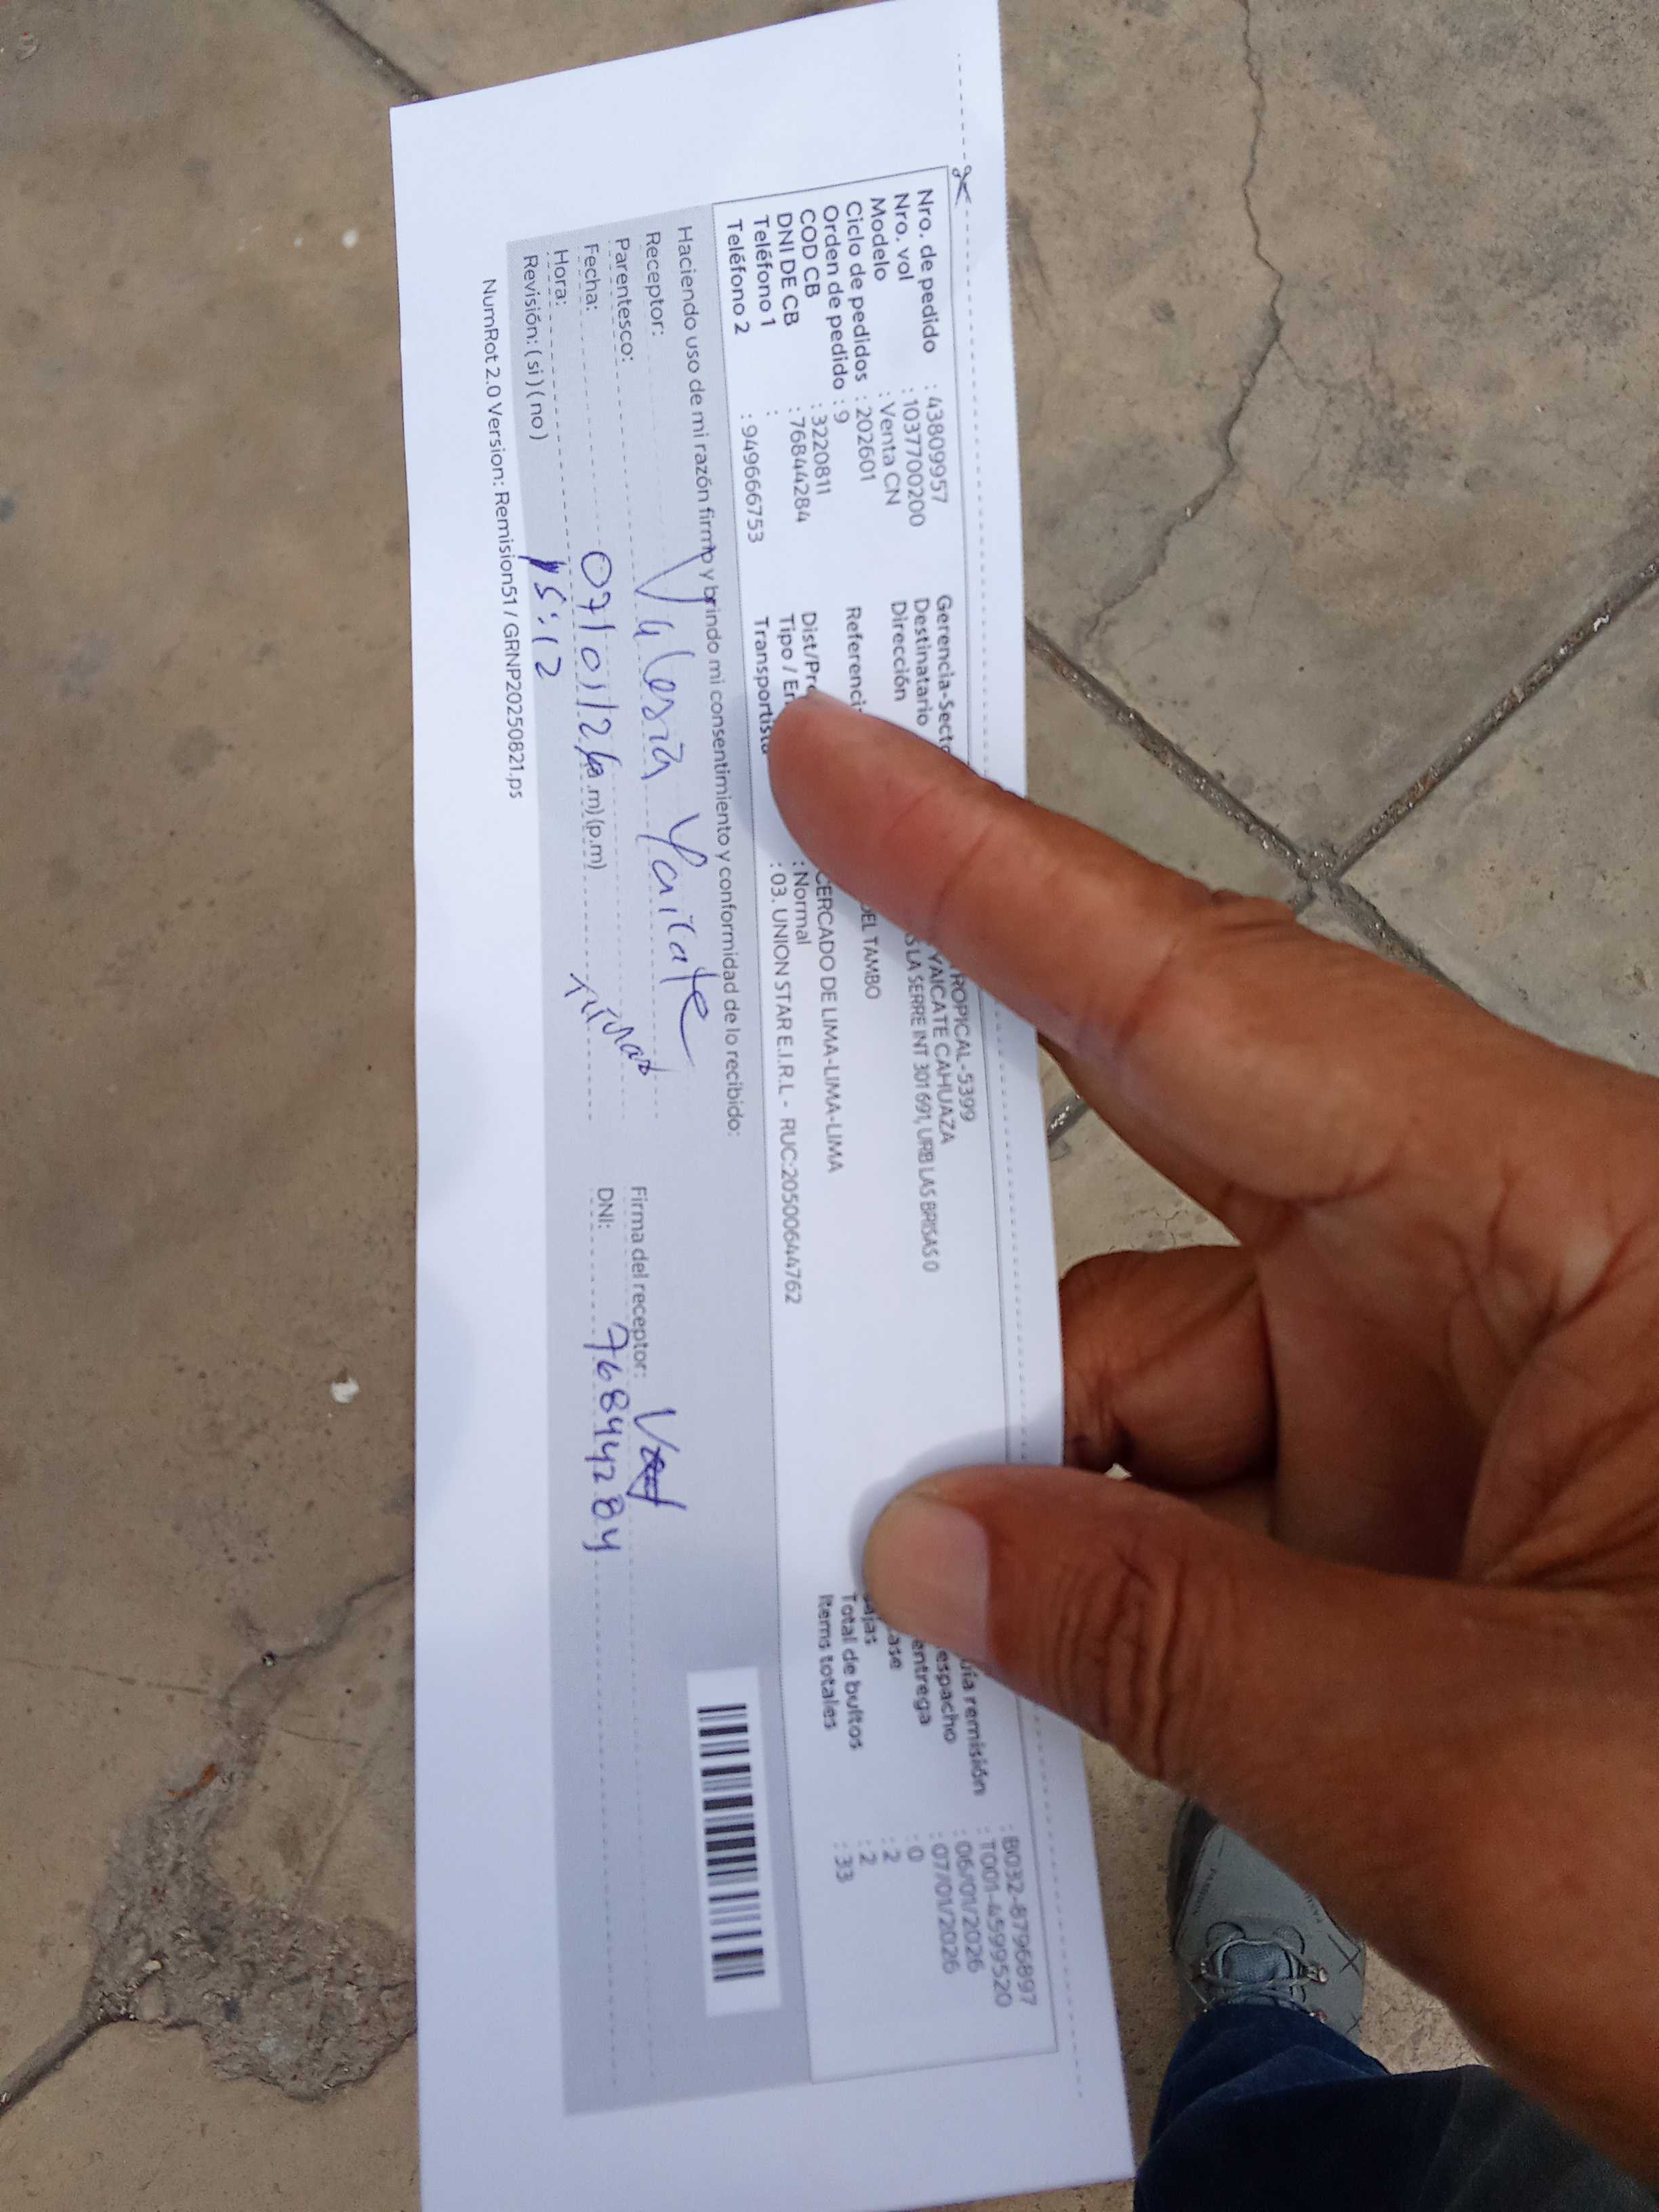 Nro. de pedido : 43809957
Nro. vol : 1037700200
Modelo : Venta CN
Ciclo de pedidos : 202601
Orden de pedido : 9
COD CB : 3220811
DNI DE CB : 76844284
Teléfono 1 :
Teléfono 2 : 949666753
Gerencia-Secto ROPICAL-5399
Destinatario YAICATE CAHUAZA
Dirección LA SERRE INT 301 691, URB LAS BRISAS 0
Referenci DEL TAMBO
Dist/Pr CERCADO DE LIMA-LIMA-LIMA
Tipo / En : Normal
Transportista : 03. UNION STAR E.I.R.L - RUC:20500644762
: B032-8796897
uía remisión : T001-4599520
espacho : 06/01/2026
entrega : 07/01/2026
ase : 0
ajas : 2
Total de bultos : 2
Items totales : 33
Haciendo uso de mi razón firmo y brindo mi consentimiento y conformidad de lo recibido:
Receptor: Valesia Yaicate
Parentesco: titular
Fecha: 07/01/26
Hora: 15:12 (a.m)(p.m)
Revisión: ( si ) ( no )
Firma del receptor:
DNI: 76844284
NumRot 2.0 Version: Remision51 / GRNP20250821.ps